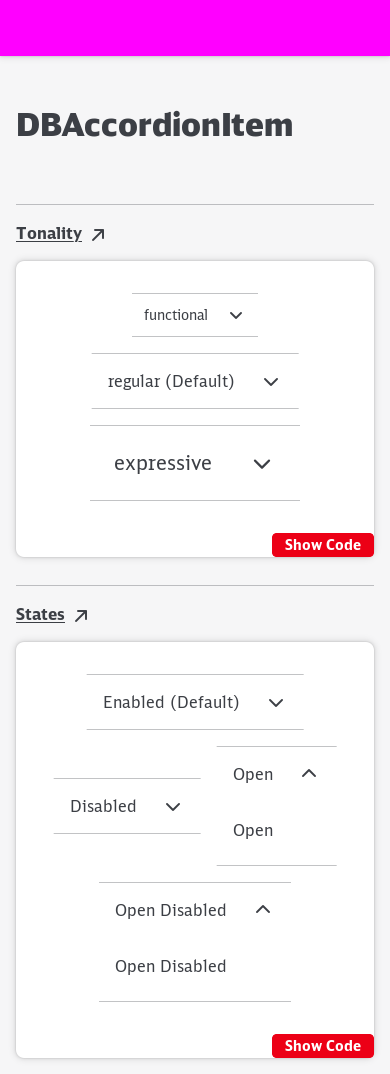 DBAccordionItem
Tonality
functional
regular (Default)
expressive
Show Code
States
Enabled (Default)
Disabled
Open
Open
Open Disabled
Open Disabled
Show Code